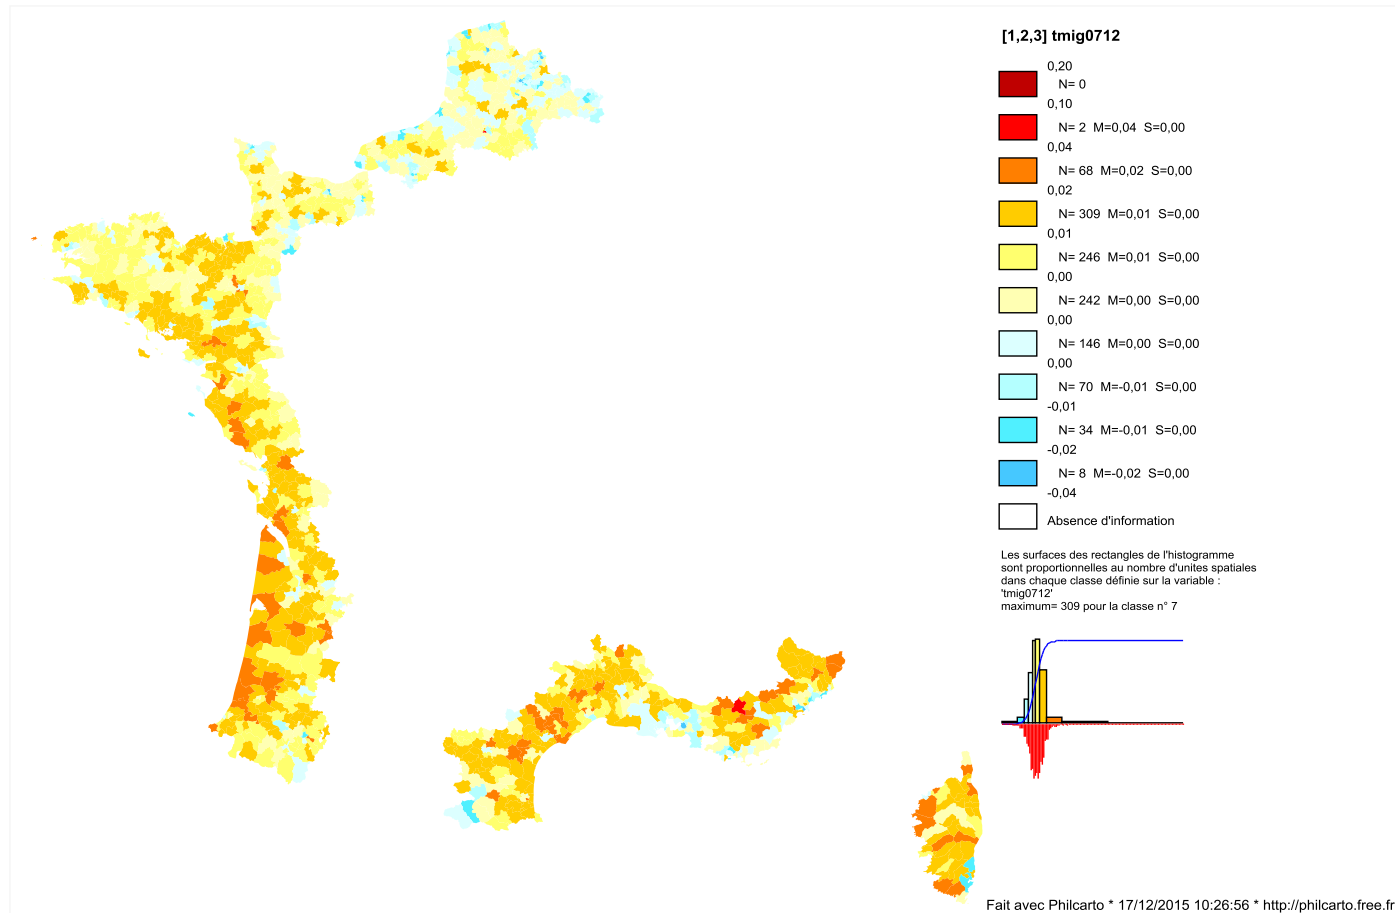 [1,2,3] tmig0712
0,20
N= 0
0,10
N= 2 M=0,04 S=0,00
0,04
N= 68 M=0,02 S=0,00
0,02
N= 309 M=0,01 S=0,00
0,01
N= 246 M=0,01 S=0,00
0,00
N= 242 M=0,00 S=0,00
0,00
N= 146 M=0,00 S=0,00
0,00
N= 70 M=-0,01 S=0,00
-0,01
N= 34 M=-0,01 S=0,00
-0,02
N= 8 M=-0,02 S=0,00
-0,04
Absence d'information
Les surfaces des rectangles de l'histogramme
sont proportionnelles au nombre d'unites spatiales
dans chaque classe définie sur la variable :
'tmig0712'
maximum= 309 pour la classe n° 7
Fait avec Philcarto * 17/12/2015 10:26:56 * http://philcarto.free.fr